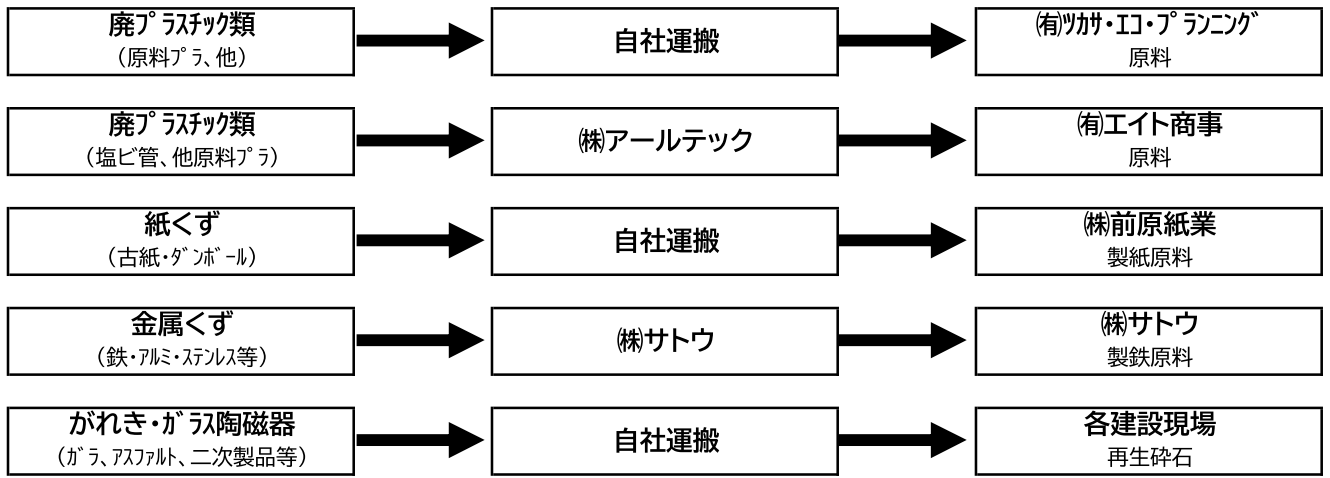 廃ﾌﾟﾗｽﾁｯｸ類
（原料ﾌﾟﾗ、他）
自社運搬
㈲ﾂｶｻ・ｴｺ・ﾌﾟﾗﾝﾆﾝｸﾞ
原料
廃ﾌﾟﾗｽﾁｯｸ類
（塩ビ管、他原料ﾌﾟﾗ）
㈱アールテック
㈲エイト商事
原料
紙くず
（古紙・ﾀﾞﾝﾎﾞｰﾙ）
自社運搬
㈱前原紙業
製紙原料
金属くず
（鉄・ｱﾙﾐ・ｽﾃﾝﾚｽ等）
㈱サトウ
㈱サトウ
製鉄原料
がれき・ｶﾞﾗｽ陶磁器
（ｶﾞﾗ、ｱｽﾌｧﾙﾄ、二次製品等）
自社運搬
各建設現場
再生砕石